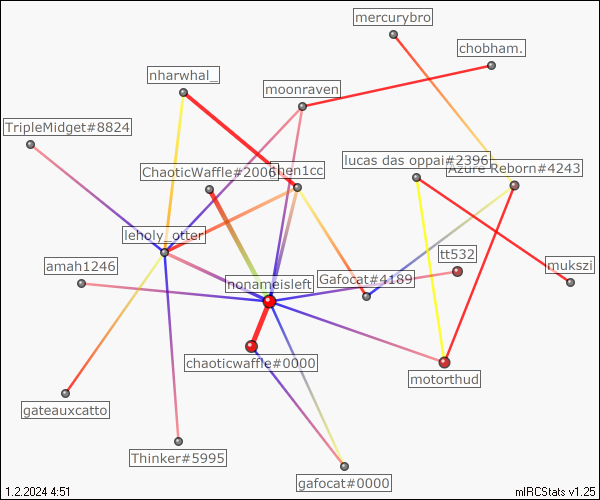 mercurybro
chobham.
nharwhal_
moonraven
TripleMidget#8824
ChaoticWaffle#2006
hen1cc
lucas das oppai#2396
Azure Reborn#4243
leholy_otter
amah1246
nonameisleft
Gafocat#4189
tt532
mukszi
chaoticwaffle#0000
motorthud
gateauxcatto
Thinker#5995
gafocat#0000
1.2.2024 4:51
mIRCStats v1.25